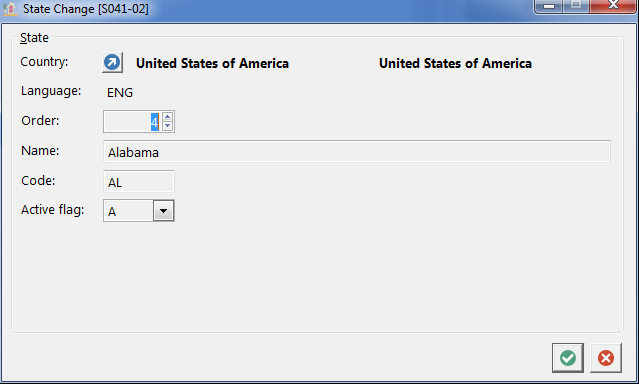 State Change [S041-02]
State
Country: United States of America United States of America
Language: ENG
Order: 4
Name: Alabama
Code: AL
Active flag: A